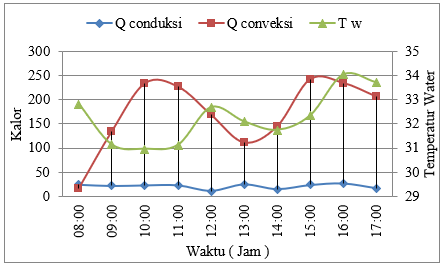 Q conduksi Q conveksi T w
300
250
200
150
100
50
0
Kalor
35
34
33
32
31
30
29
Temperatur Water
08:00 09:00 10:00 11:00 12:00 13:00 14:00 15:00 16:00 17:00
Waktu ( Jam )